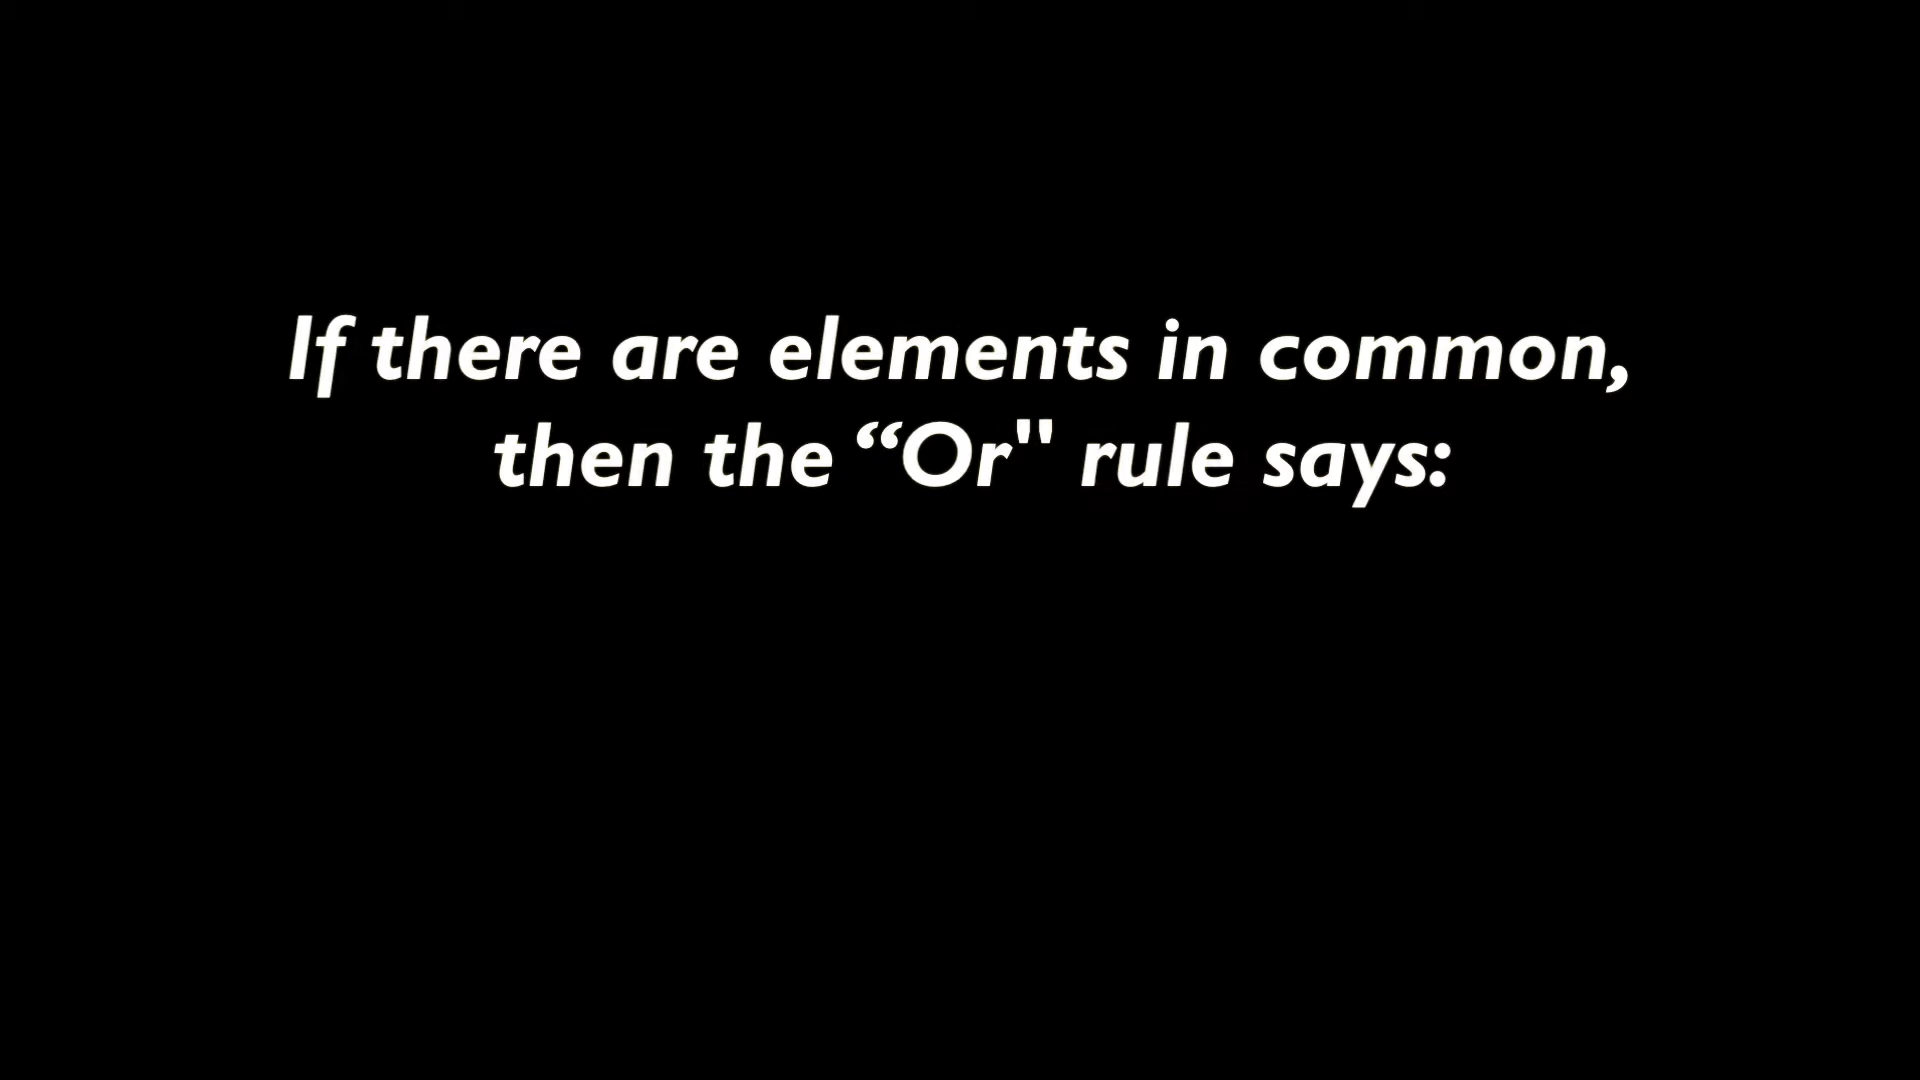 If there are elements in common,
then the “Or" rule says: